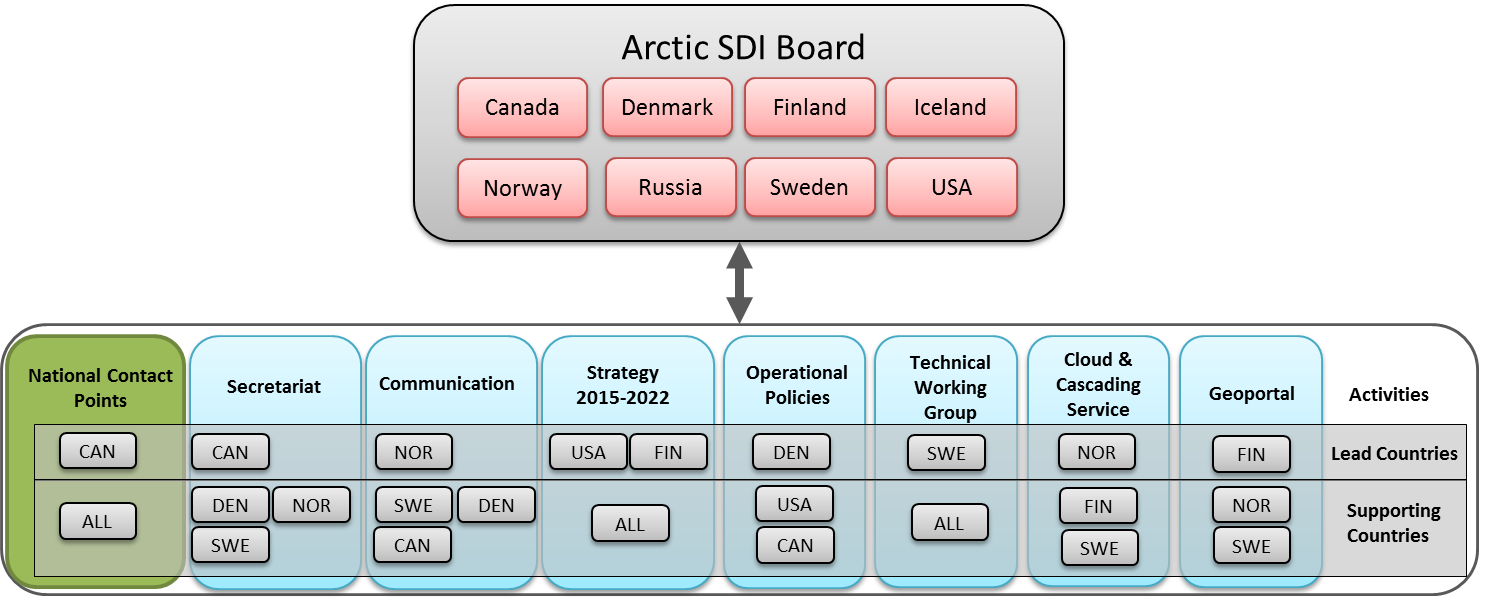 Arctic SDI Board
Canada
Denmark
Finland
Iceland
Norway
Russia
Sweden
USA
National Contact
Points
Secretariat
Communication
Strategy
2015-2022
Operational
Policies
Technical
Working
Group
Cloud &
Cascading
Service
Geoportal
Activities
CAN
CAN
NOR
USA
FIN
DEN
SWE
NOR
FIN
Lead Countries
ALL
DEN
NOR
SWE
SWE
DEN
CAN
ALL
USA
CAN
ALL
FIN
SWE
NOR
SWE
Supporting
Countries